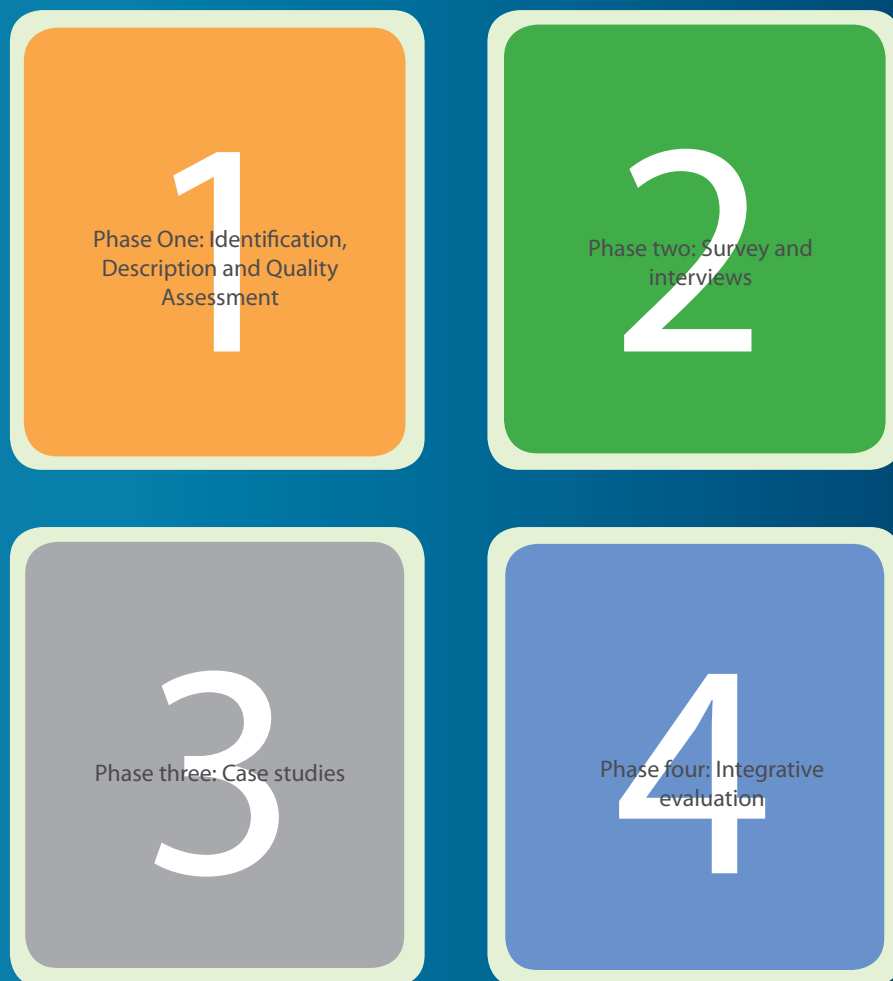 1
Phase One: Identification,
Description and Quality
Assessment
2
Phase two: Survey and
interviews
3
Phase three: Case studies
4
Phase four: Integrative
evaluation